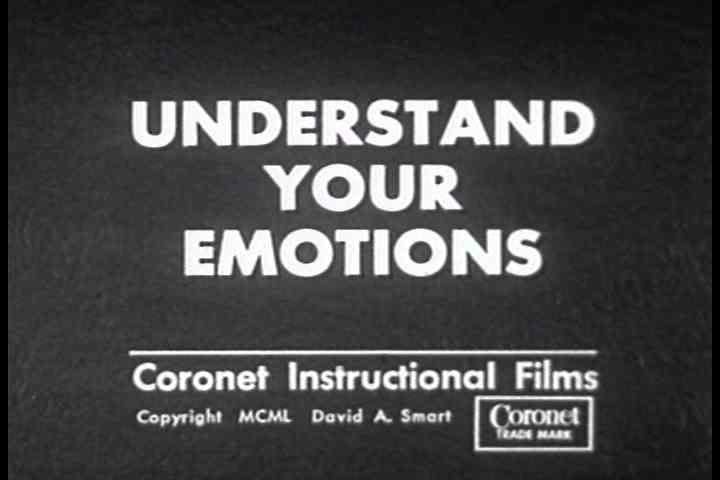 UNDERSTAND
YOUR
EMOTIONS
Coronet Instructional Films
Copyright MCML David A. Smart
Coronet
TRADE MARK